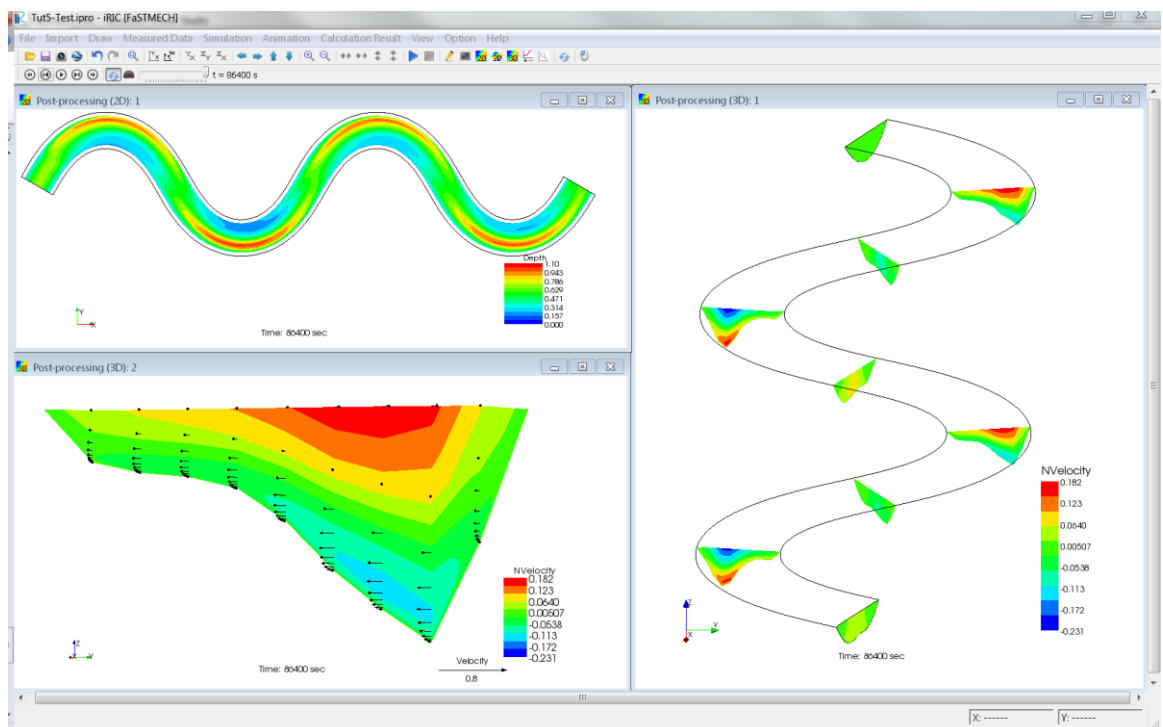 Tut5-Test.ipro - iRIC [FaSTMECH]
File Import Draw Measured Data Simulation Animation Calculation Result View Option Help
t = 86400 s
Post-processing (2D): 1
Depth
1.10
0.943
0.786
0.629
0.471
0.314
0.157
0.000
Y
X
Time: 86400 sec
Post-processing (3D): 2
NVelocity
0.182
0.123
0.0640
0.00507
-0.0538
-0.113
-0.172
-0.231
Z
X Y
Time: 86400 sec
Velocity
0.8
Post-processing (3D): 1
NVelocity
0.182
0.123
0.0640
0.00507
-0.0538
-0.113
-0.172
-0.231
Z
Y
X
Time: 86400 sec
X: ------
Y: ------